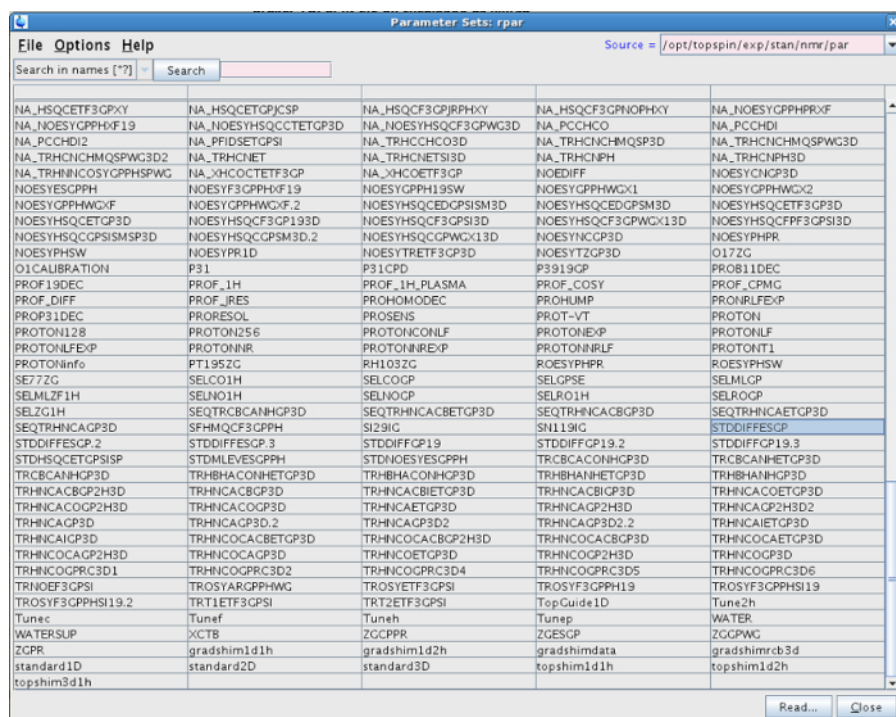 Parameter Sets: rpar
File Options Help Source = /opt/topspin/exp/stan/nmr/par
Search in names [*?] Search
NA_HSQCETF3GPXY NA_HSQCETGPJCSP NA_HSQCF3GPJRPHXY NA_HSQCF3GPNOPHXY NA_NOESYGPPHPRXF
NA_NOESYGPPHXF19 NA_NOESYHSQCCTETGP3D NA_NOESYHSQCF3GPWG3D NA_PCCHCO NA_PCCHDI
NA_PCCHDI2 NA_PFIDSETGPSI NA_TRHCCHCO3D NA_TRHCNCHMQSP3D NA_TRHCNCHMQSPWG3D
NA_TRHCNCHMQSPWG3D2 NA_TRHCNET NA_TRHCNETSI3D NA_TRHCNPH NA_TRHCNPH3D
NA_TRHNNCOSYGPPHSPWG NA_XHCOCTETF3GP NA_XHCOETF3GP NOEDIFF NOESYCNGP3D
NOESYESGPPH NOESYF3GPPHXF19 NOESYGPPH19SW NOESYGPPHWGX1 NOESYGPPHWGX2
NOESYGPPHWGXF NOESYGPPHWGXF.2 NOESYHSQCEDGPSISM3D NOESYHSQCEDGPSM3D NOESYHSQCETF3GP3D
NOESYHSQCETGP3D NOESYHSQCF3GP193D NOESYHSQCF3GPSI3D NOESYHSQCF3GPWGX13D NOESYHSQCFPF3GPSI3D
NOESYHSQCGPSISMSP3D NOESYHSQCGPSM3D.2 NOESYHSQCGPWGX13D NOESYNCGP3D NOESYPHPR
NOESYPHSW NOESYPR1D NOESYTRETF3GP3D NOESYTZGP3D O17ZG
O1CALIBRATION P31 P31CPD P3919GP PROB11DEC
PROF19DEC PROF_1H PROF_1H_PLASMA PROF_COSY PROF_CPMG
PROF_DIFF PROF_JRES PROHOMODEC PROHUMP PRONRLFEXP
PROP31DEC PRORESOL PROSENS PROT-VT PROTON
PROTON128 PROTON256 PROTONCONLF PROTONEXP PROTONLF
PROTONLFEXP PROTONNR PROTONNREXP PROTONNRLF PROTONT1
PROTONinfo PT195ZG RH103ZG ROESYPHPR ROESYPHSW
SE77ZG SELCO1H SELCOGP SELGPSE SELMLGP
SELMLZF1H SELNO1H SELNOGP SELRO1H SELROGP
SELZG1H SEQTRCBCANHGP3D SEQTRHNCACBETGP3D SEQTRHNCACBGP3D SEQTRHNCAETGP3D
SEQTRHNCAGP3D SFHMQCF3GPPH SI29IG SN119IG STDDIFFESGP
STDDIFFESGP.2 STDDIFFESGP.3 STDDIFFGP19 STDDIFFGP19.2 STDDIFFGP19.3
STDHSQCETGPSISP STDMLEVESGPPH STDNOESYESGPPH TRCBCACONHGP3D TRCBCANHETGP3D
TRCBCANHGP3D TRHBHACONHETGP3D TRHBHACONHGP3D TRHBHANHETGP3D TRHBHANHGP3D
TRHNCACBGP2H3D TRHNCACBGP3D TRHNCACBIETGP3D TRHNCACBIGP3D TRHNCACOETGP3D
TRHNCACOGP2H3D TRHNCACOGP3D TRHNCAETGP3D TRHNCAGP2H3D TRHNCAGP2H3D2
TRHNCAGP3D TRHNCAGP3D.2 TRHNCAGP3D2 TRHNCAGP3D2.2 TRHNCAIETGP3D
TRHNCAIGP3D TRHNCOCACBETGP3D TRHNCOCACBGP2H3D TRHNCOCACBGP3D TRHNCOCAETGP3D
TRHNCOCAGP2H3D TRHNCOCAGP3D TRHNCOETGP3D TRHNCOGP2H3D TRHNCOGP3D
TRHNCOGPRC3D1 TRHNCOGPRC3D2 TRHNCOGPRC3D4 TRHNCOGPRC3D5 TRHNCOGPRC3D6
TRNOEF3GPSI TROSYARGPPHWG TROSYETF3GPSI TROSYF3GPPH19 TROSYF3GPPHSI19
TROSYF3GPPHSI19.2 TRT1ETF3GPSI TRT2ETF3GPSI TopGuide1D Tune2h
Tunec Tunef Tuneh Tunep WATER
WATERSUP XCTB ZGCPPR ZGESGP ZGGPWG
ZGPR gradshim1d1h gradshim1d2h gradshimdata gradshimrcb3d
standard1D standard2D standard3D topshim1d1h topshim1d2h
topshim3d1h
Read... Close